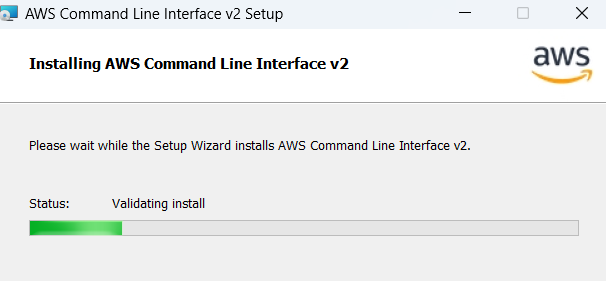 AWS Command Line Interface v2 Setup
Installing AWS Command Line Interface v2
aws
Please wait while the Setup Wizard installs AWS Command Line Interface v2.
Status: Validating install